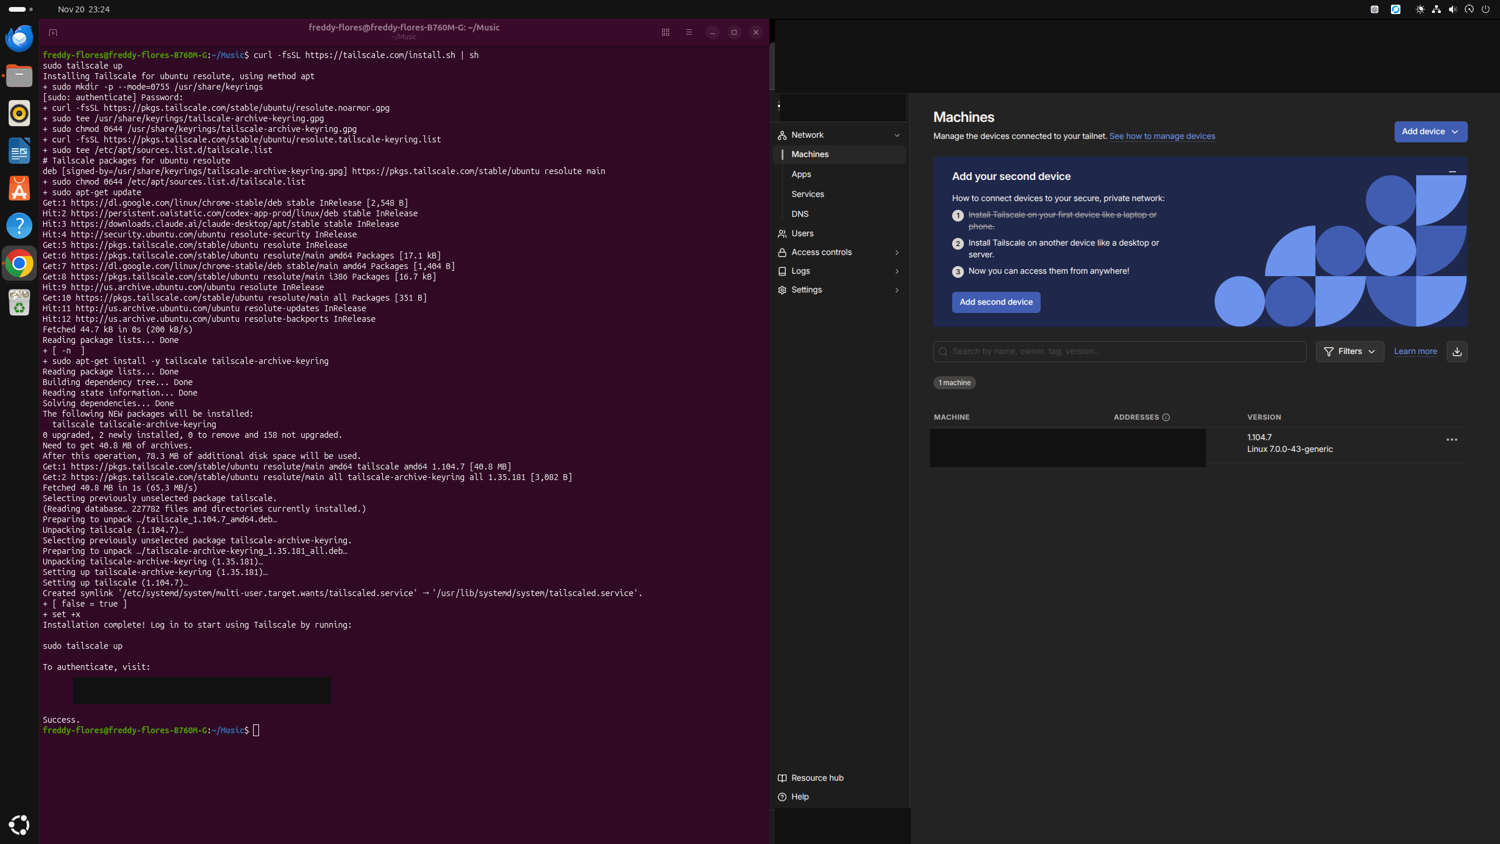 Nov 20 23:24
freddy-flores@freddy-flores-B760M-G: ~/Music
~/Music
freddy-flores@freddy-flores-B760M-G:~/Music$ curl -fsSL https://tailscale.com/install.sh | sh
sudo tailscale up
Installing Tailscale for ubuntu resolute, using method apt
+ sudo mkdir -p --mode=0755 /usr/share/keyrings
[sudo: authenticate] Password:
+ curl -fsSL https://pkgs.tailscale.com/stable/ubuntu/resolute.noarmor.gpg
+ sudo tee /usr/share/keyrings/tailscale-archive-keyring.gpg
+ sudo chmod 0644 /usr/share/keyrings/tailscale-archive-keyring.gpg
+ curl -fsSL https://pkgs.tailscale.com/stable/ubuntu/resolute.tailscale-keyring.list
+ sudo tee /etc/apt/sources.list.d/tailscale.list
# Tailscale packages for ubuntu resolute
deb [signed-by=/usr/share/keyrings/tailscale-archive-keyring.gpg] https://pkgs.tailscale.com/stable/ubuntu resolute main
+ sudo chmod 0644 /etc/apt/sources.list.d/tailscale.list
+ sudo apt-get update
Get:1 https://dl.google.com/linux/chrome-stable/deb stable InRelease [2,548 B]
Hit:2 https://persistent.oaistatic.com/codex-app-prod/linux/deb stable InRelease
Hit:3 https://downloads.claude.ai/claude-desktop/apt/stable stable InRelease
Hit:4 http://security.ubuntu.com/ubuntu resolute-security InRelease
Get:5 https://pkgs.tailscale.com/stable/ubuntu resolute InRelease
Get:6 https://pkgs.tailscale.com/stable/ubuntu resolute/main amd64 Packages [17.1 kB]
Get:7 https://dl.google.com/linux/chrome-stable/deb stable/main amd64 Packages [1,404 B]
Get:8 https://pkgs.tailscale.com/stable/ubuntu resolute/main i386 Packages [16.7 kB]
Hit:9 http://us.archive.ubuntu.com/ubuntu resolute InRelease
Get:10 https://pkgs.tailscale.com/stable/ubuntu resolute/main all Packages [351 B]
Hit:11 http://us.archive.ubuntu.com/ubuntu resolute-updates InRelease
Hit:12 http://us.archive.ubuntu.com/ubuntu resolute-backports InRelease
Fetched 44.7 kB in 0s (200 kB/s)
Reading package lists... Done
+ [ -n  ]
+ sudo apt-get install -y tailscale tailscale-archive-keyring
Reading package lists... Done
Building dependency tree... Done
Reading state information... Done
Solving dependencies... Done
The following NEW packages will be installed:
  tailscale tailscale-archive-keyring
0 upgraded, 2 newly installed, 0 to remove and 158 not upgraded.
Need to get 40.8 MB of archives.
After this operation, 78.3 MB of additional disk space will be used.
Get:1 https://pkgs.tailscale.com/stable/ubuntu resolute/main amd64 tailscale amd64 1.104.7 [40.8 MB]
Get:2 https://pkgs.tailscale.com/stable/ubuntu resolute/main all tailscale-archive-keyring all 1.35.181 [3,082 B]
Fetched 40.8 MB in 1s (65.3 MB/s)
Selecting previously unselected package tailscale.
(Reading database… 227782 files and directories currently installed.)
Preparing to unpack …/tailscale_1.104.7_amd64.deb…
Unpacking tailscale (1.104.7)…
Selecting previously unselected package tailscale-archive-keyring.
Preparing to unpack …/tailscale-archive-keyring_1.35.181_all.deb…
Unpacking tailscale-archive-keyring (1.35.181)…
Setting up tailscale-archive-keyring (1.35.181)…
Setting up tailscale (1.104.7)…
Created symlink '/etc/systemd/system/multi-user.target.wants/tailscaled.service' → '/usr/lib/systemd/system/tailscaled.service'.
+ [ false = true ]
+ set +x
Installation complete! Log in to start using Tailscale by running:
sudo tailscale up
To authenticate, visit:
Success.
freddy-flores@freddy-flores-B760M-G:~/Music$
Network
Machines
Apps
Services
DNS
Users
Access controls
Logs
Settings
Resource hub
Help
Machines
Manage the devices connected to your tailnet. See how to manage devices
Add device
Add your second device
How to connect devices to your secure, private network:
1 Install Tailscale on your first device like a laptop or
phone.
2 Install Tailscale on another device like a desktop or
server.
3 Now you can access them from anywhere!
Add second device
Search by name, owner, tag, version...
Filters
Learn more
1 machine
MACHINE ADDRESSES VERSION
1.104.7
Linux 7.0.0-43-generic